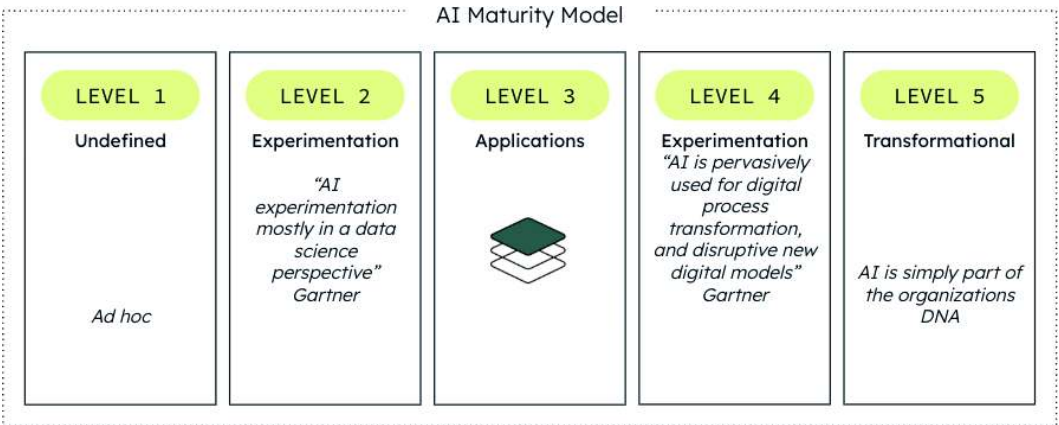 AI Maturity Model
LEVEL 1
Undefined
Ad hoc
LEVEL 2
Experimentation
“AI
experimentation
mostly in a data
science
perspective”
Gartner
LEVEL 3
Applications
LEVEL 4
Experimentation
“AI is pervasively
used for digital
process
transformation,
and disruptive new
digital models”
Gartner
LEVEL 5
Transformational
AI is simply part of
the organizations
DNA